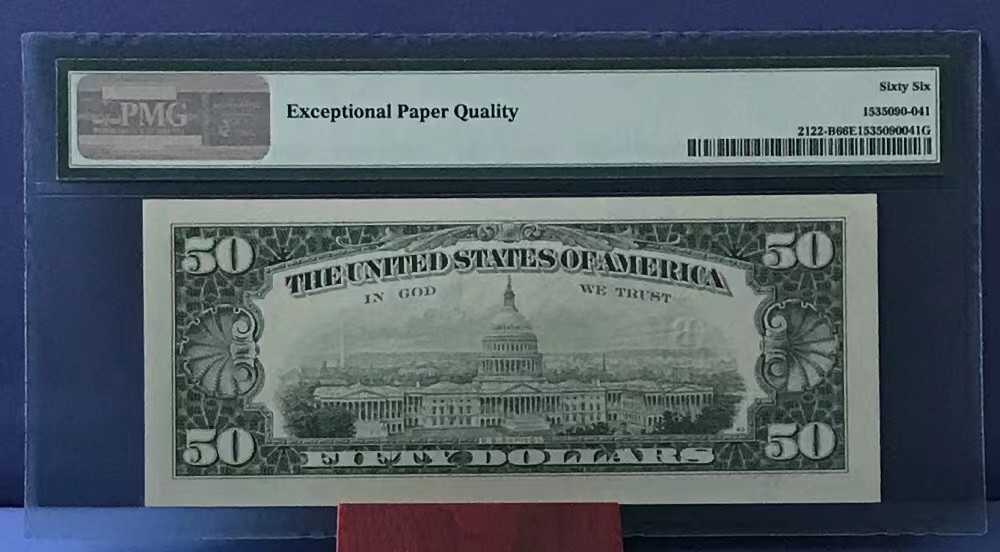 PMG
Exceptional Paper Quality
Sixty Six
1535090-041
2122-B66E1535090041G
50 50
THE UNITED STATES OF AMERICA
IN GOD WE TRUST
50 50
FIFTY DOLLARS